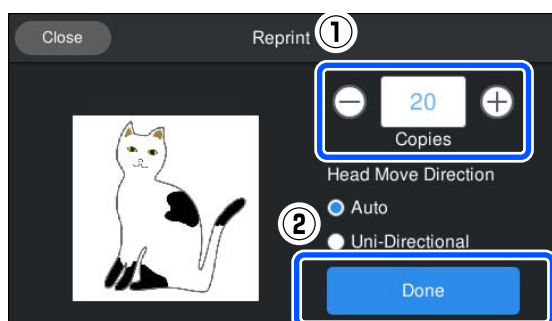 Close
Reprint ①
20
Copies
Head Move Direction
Auto
② Uni-Directional
Done